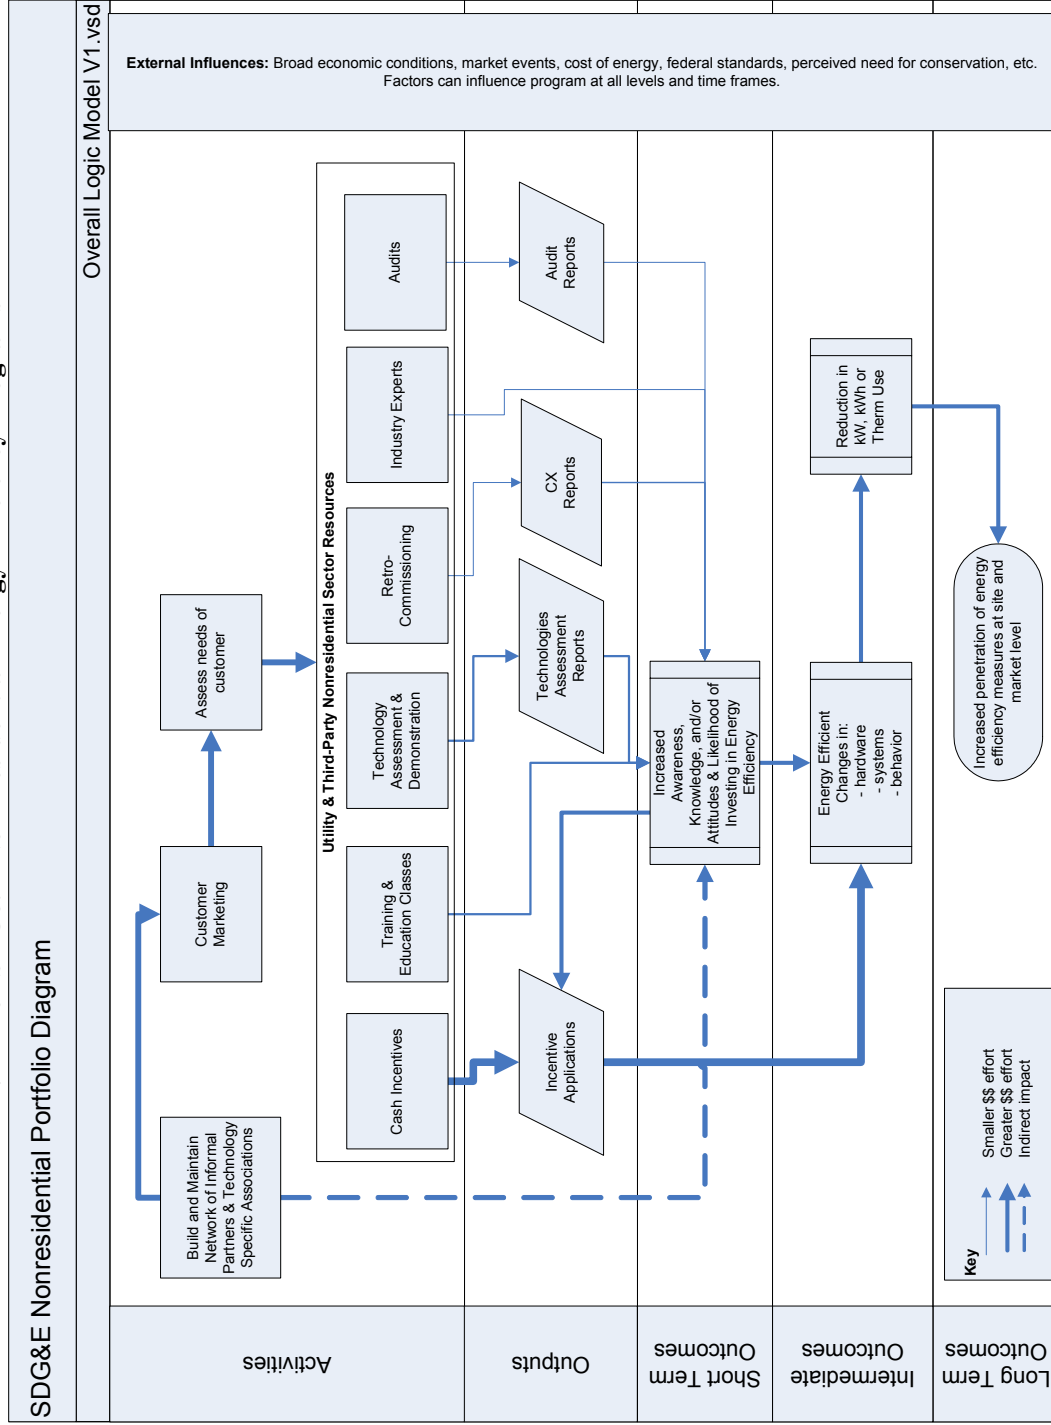 SDG&E Nonresidential Portfolio Diagram
Overall Logic Model V1.vsd
External Influences: Broad economic conditions, market events, cost of energy, federal standards, perceived need for conservation, etc.
Factors can influence program at all levels and time frames.
Activities
Build and Maintain
Network of Informal
Partners & Technology
Specific Associations
Customer
Marketing
Assess needs of
customer
Utility & Third-Party Nonresidential Sector Resources
Cash Incentives
Training &
Education Classes
Technology
Assessment &
Demonstration
Retro-
Commissioning
Industry Experts
Audits
Outputs
Incentive
Applications
Technologies
Assessment
Reports
CX
Reports
Audit
Reports
Short Term
Outcomes
Increased
Awareness,
Knowledge, and/or
Attitudes & Likelihood of
Investing in Energy
Efficiency
Intermediate
Outcomes
Energy Efficient
Changes in:
- hardware
- systems
- behavior
Reduction in
kW, kWh or
Therm Use
Long Term
Outcomes
Key
Smaller $$ effort
Greater $$ effort
Indirect impact
Increased penetration of energy
efficiency measures at site and
market level